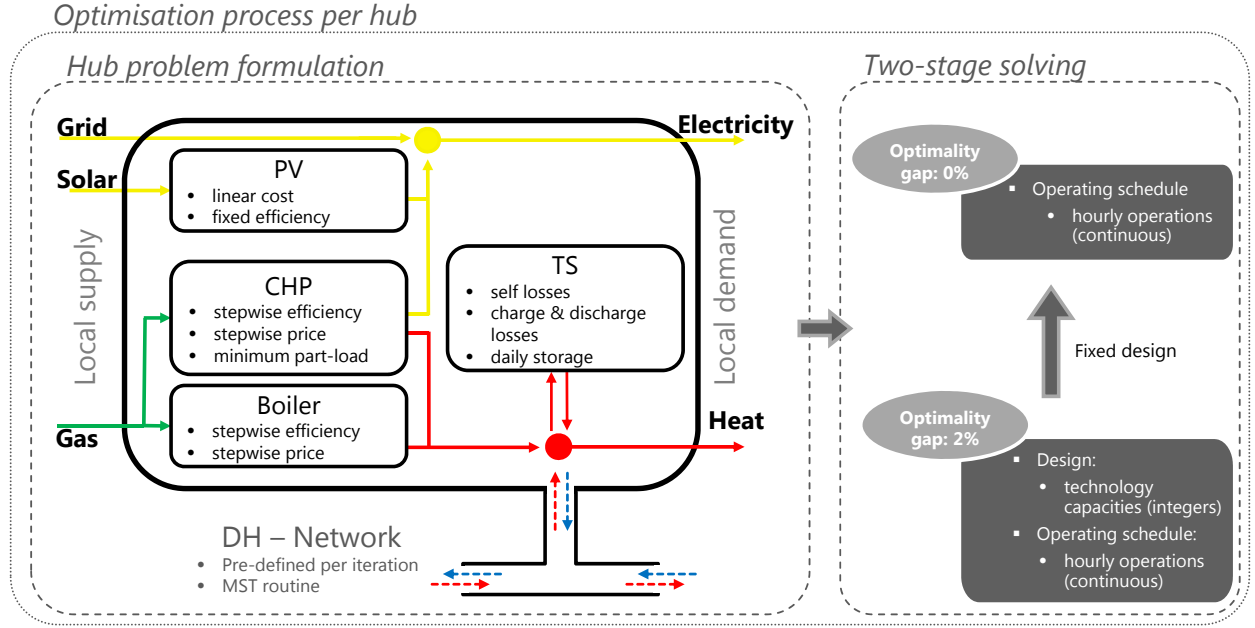 Optimisation process per hub
Hub problem formulation
Grid
Solar
Local supply
Gas
PV
• linear cost
• fixed efficiency
CHP
• stepwise efficiency
• stepwise price
• minimum part-load
Boiler
• stepwise efficiency
• stepwise price
TS
• self losses
• charge & discharge
losses
• daily storage
Electricity
Local demand
Heat
DH – Network
• Pre-defined per iteration
• MST routine
Two-stage solving
Optimality
gap: 0%
▪ Operating schedule
• hourly operations
(continuous)
Fixed design
Optimality
gap: 2%
▪ Design:
• technology
capacities (integers)
▪ Operating schedule:
• hourly operations
(continuous)